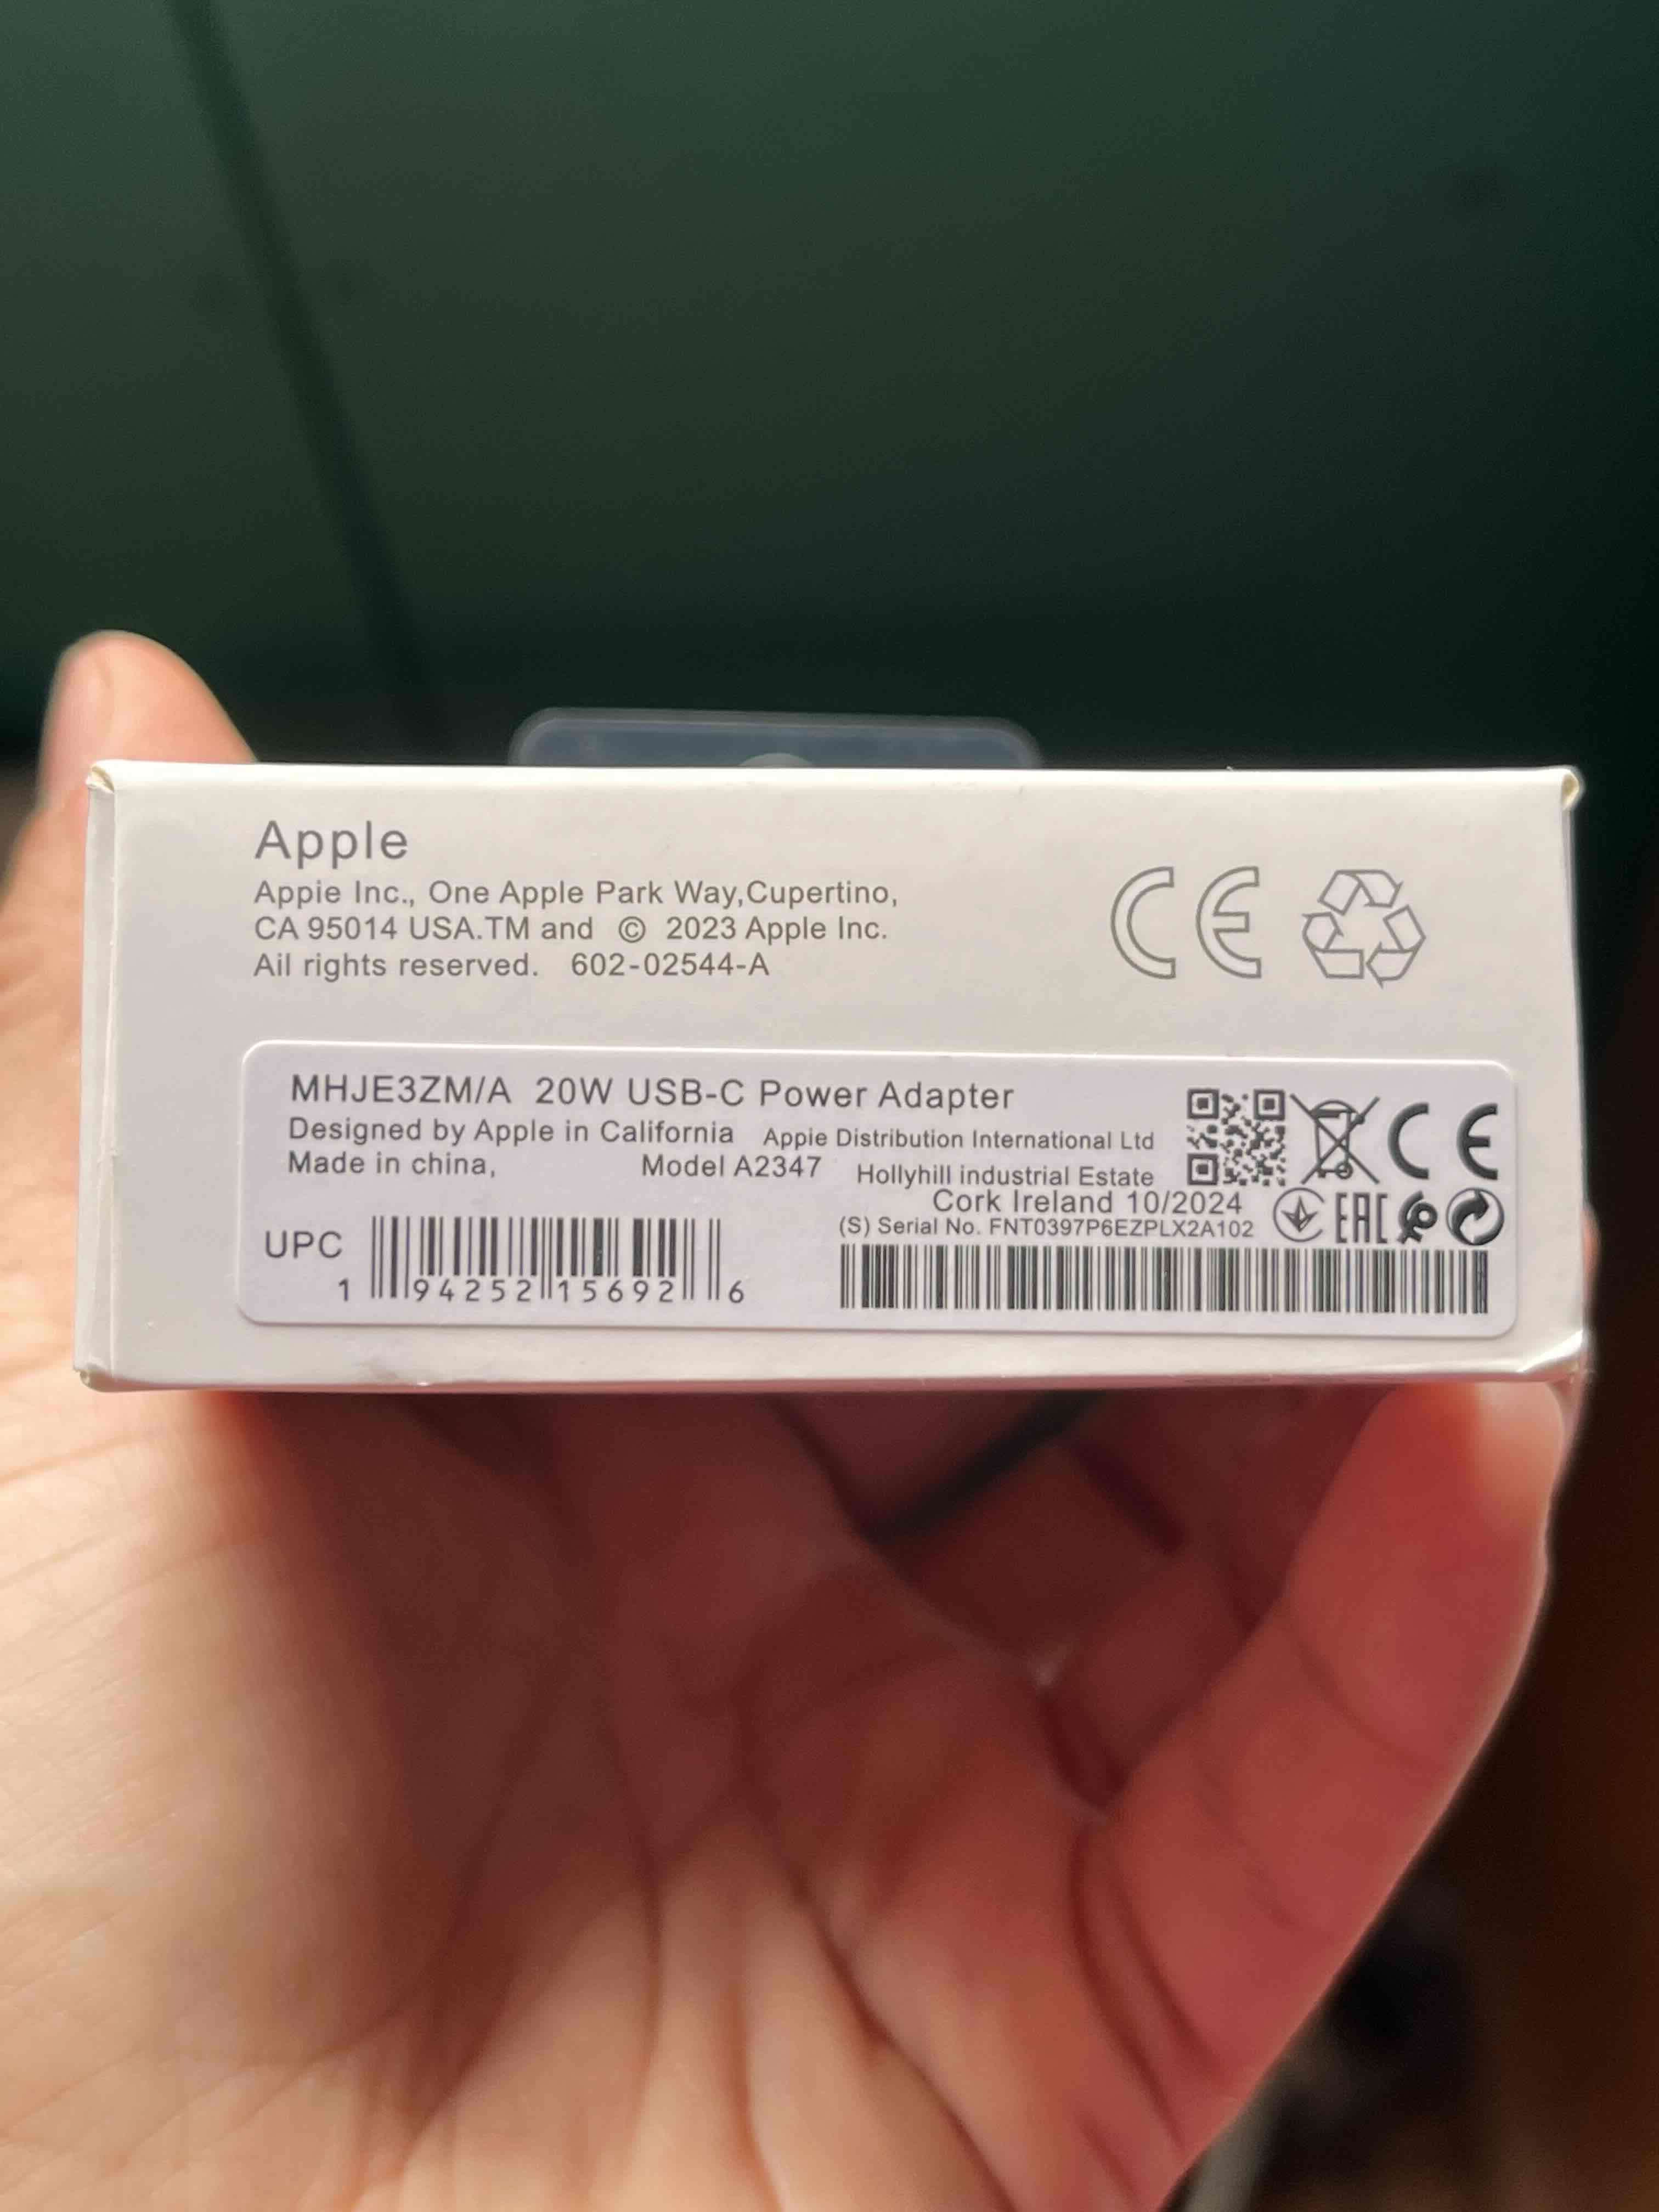 Apple
Appie Inc., One Apple Park Way,Cupertino,
CA 95014 USA.TM and © 2023 Apple Inc.
Ail rights reserved. 602-02544-A
MHJE3ZM/A 20W USB-C Power Adapter
Designed by Apple in California Appie Distribution International Ltd
Made in china, Model A2347 Hollyhill industrial Estate
Cork Ireland 10/2024
(S) Serial No. FNT0397P6EZPLX2A102
UPC
1 94252 15692 6
CE
CE
EAC